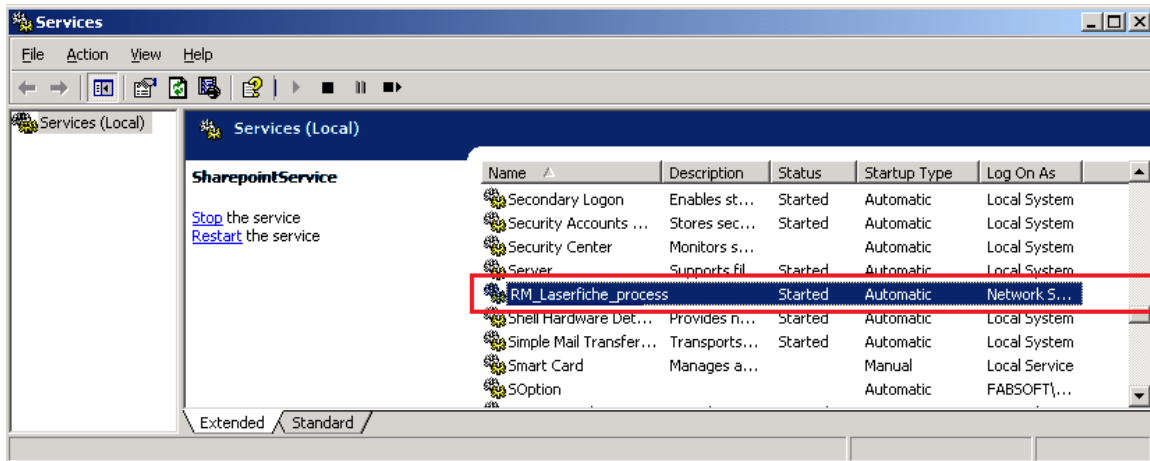 Services
File Action View Help
Services (Local)
Services (Local)
SharepointService
Stop the service
Restart the service
Name Description Status Startup Type Log On As
Secondary Logon Enables st... Started Automatic Local System
Security Accounts ... Stores sec... Started Automatic Local System
Security Center Monitors s... Automatic Local System
Server Supports fil Started Automatic Local System
RM_Laserfiche_process Started Automatic Network S...
Shell Hardware Det... Provides n... Started Automatic Local System
Simple Mail Transfer... Transports... Started Automatic Local System
Smart Card Manages a... Manual Local Service
SOption Automatic FABSOFT\...
Extended Standard